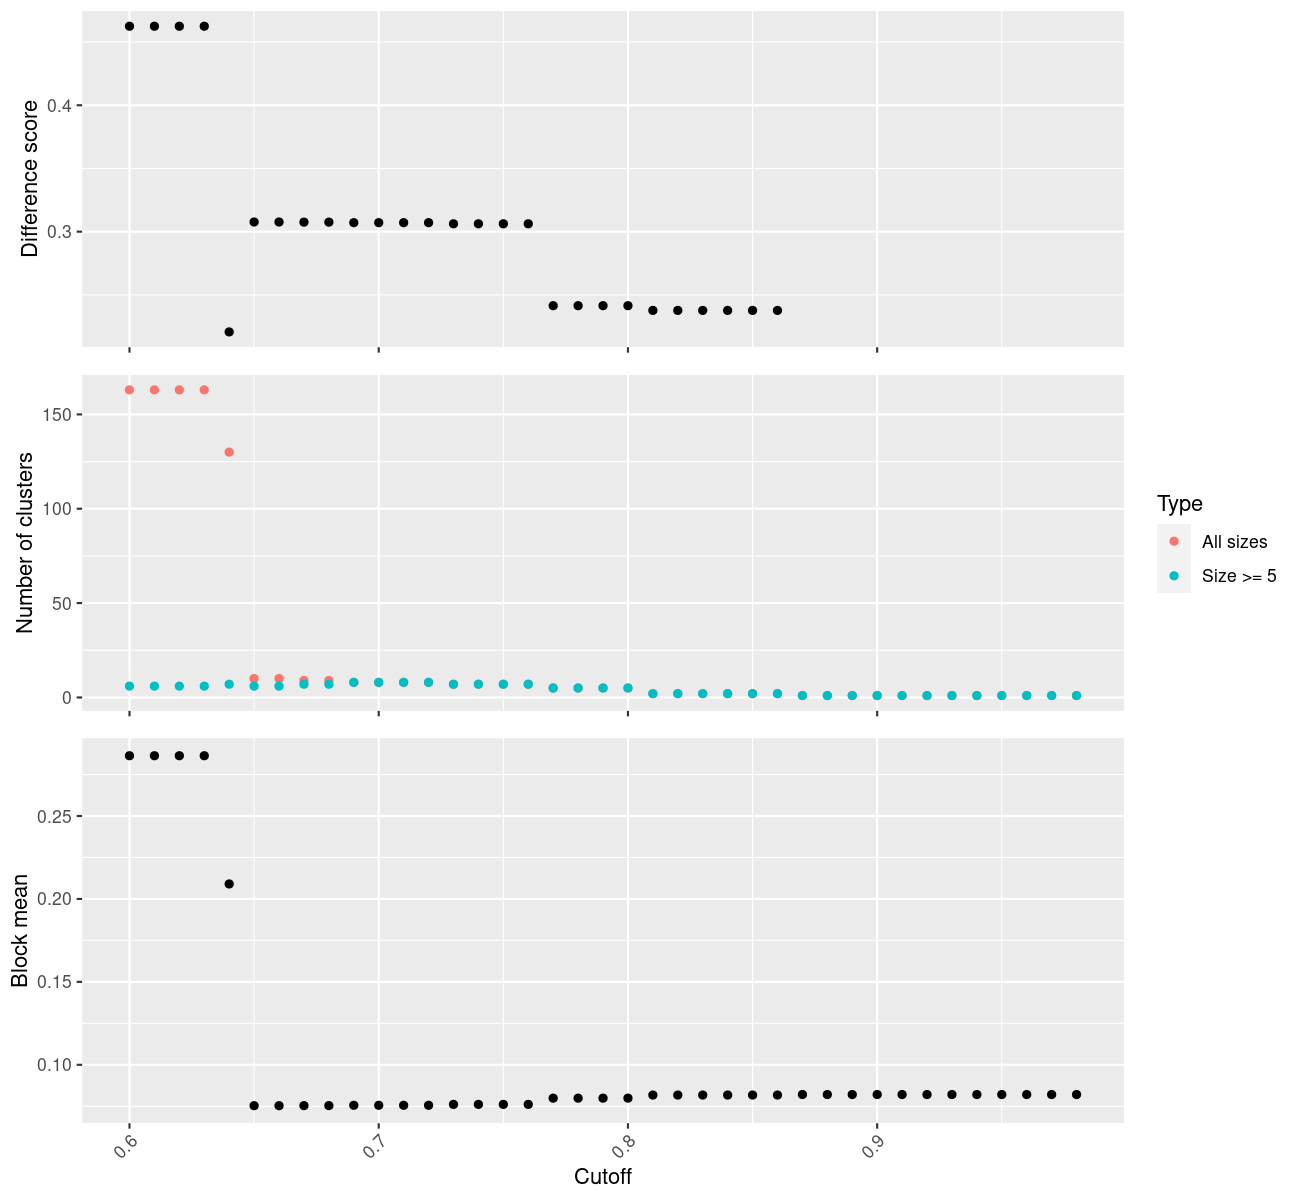 Difference score
0.4
0.3
Number of clusters
150
100
50
0
Type
All sizes
Size >= 5
Block mean
0.25
0.20
0.15
0.10
0.6
0.7
0.8
0.9
Cutoff